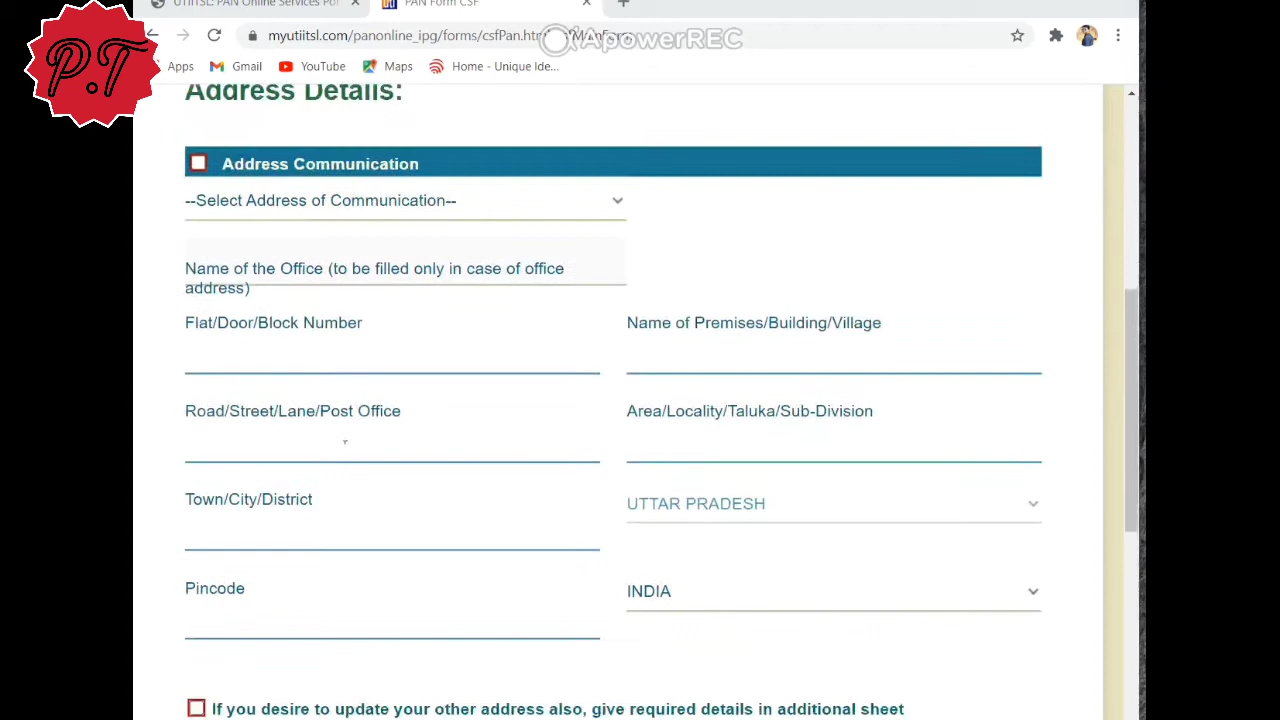 UTIITSL: PAN Online Services Por
PAN Form CSF
P.T
myutiitsl.com/panonline_ipg/forms/csfPan.html
ApowerREC
Apps
Gmail
YouTube
Maps
Home - Unique Ide...
Address Details:
Address Communication
--Select Address of Communication--
Name of the Office (to be filled only in case of office
address)
Flat/Door/Block Number
Name of Premises/Building/Village
Road/Street/Lane/Post Office
Area/Locality/Taluka/Sub-Division
Town/City/District
UTTAR PRADESH
Pincode
INDIA
If you desire to update your other address also, give required details in additional sheet